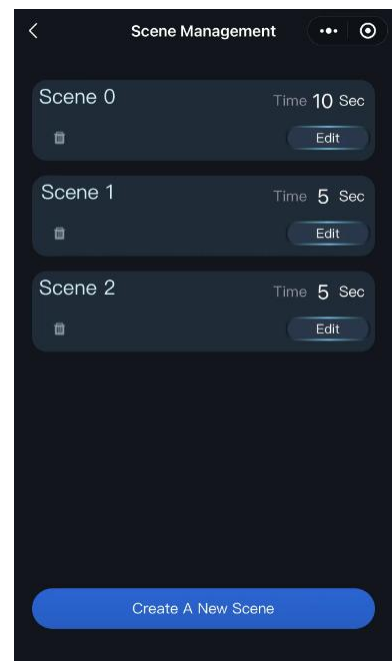 Scene Management
Scene 0
Time 10 Sec
Edit
Scene 1
Time 5 Sec
Edit
Scene 2
Time 5 Sec
Edit
Create A New Scene